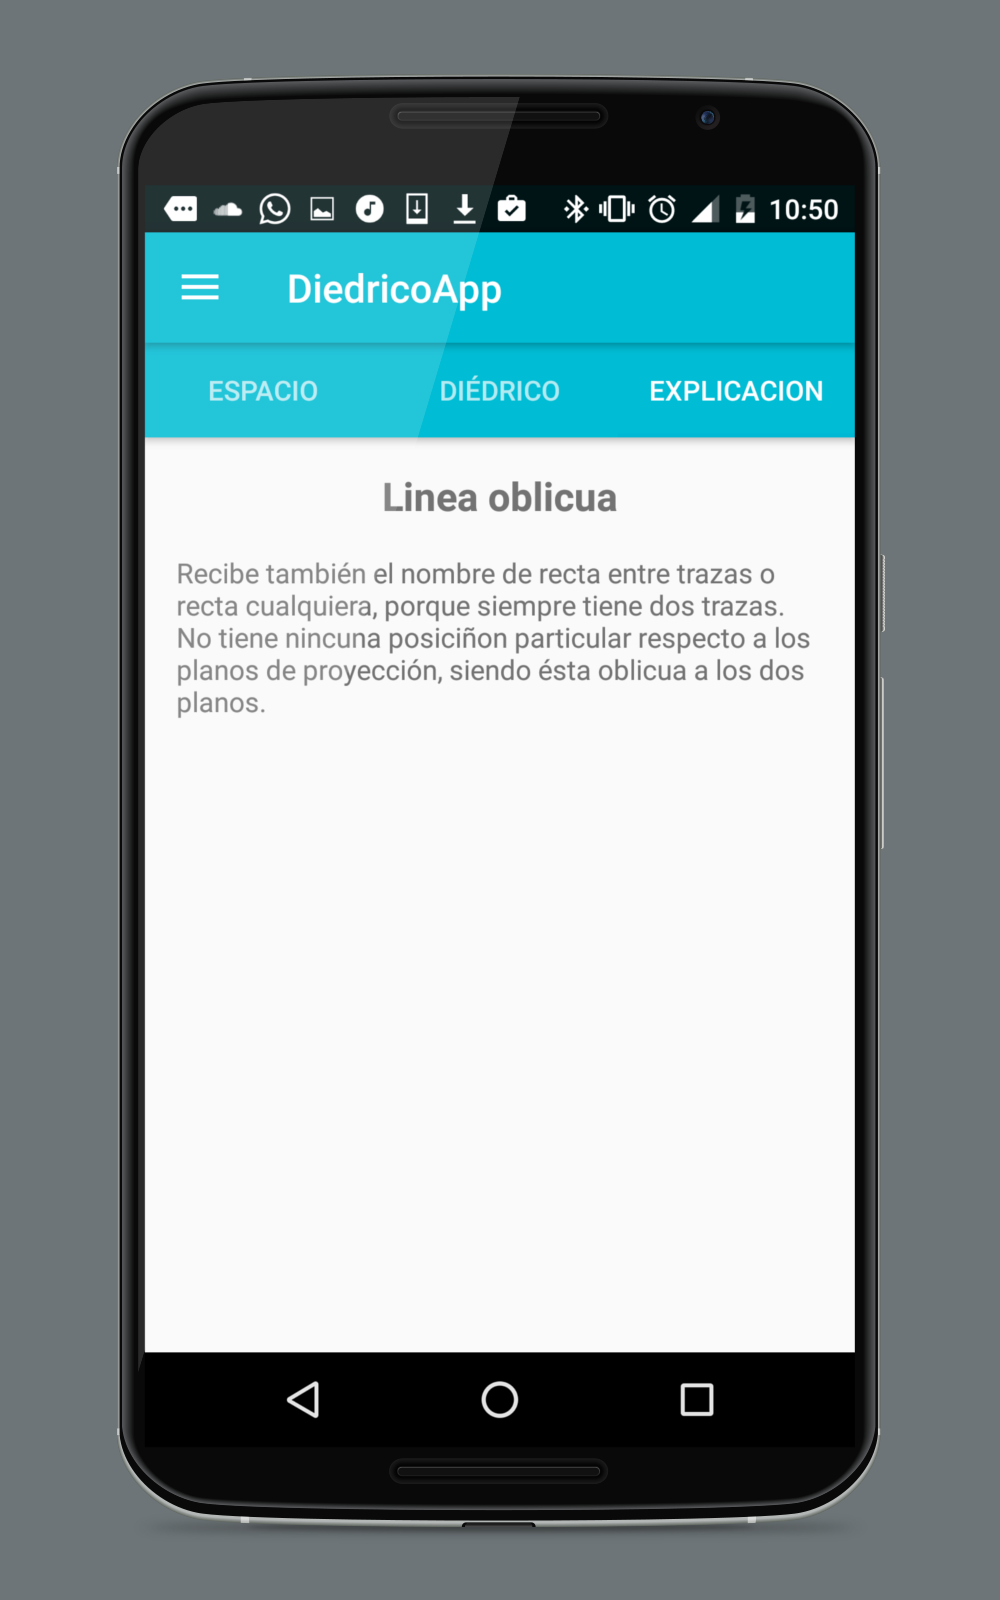 10:50
DiedricoApp
ESPACIO DIÉDRICO EXPLICACION
Linea oblicua
Recibe también el nombre de recta entre trazas o
recta cualquiera, porque siempre tiene dos trazas.
No tiene nincuna posiciñon particular respecto a los
planos de proyección, siendo ésta oblicua a los dos
planos.